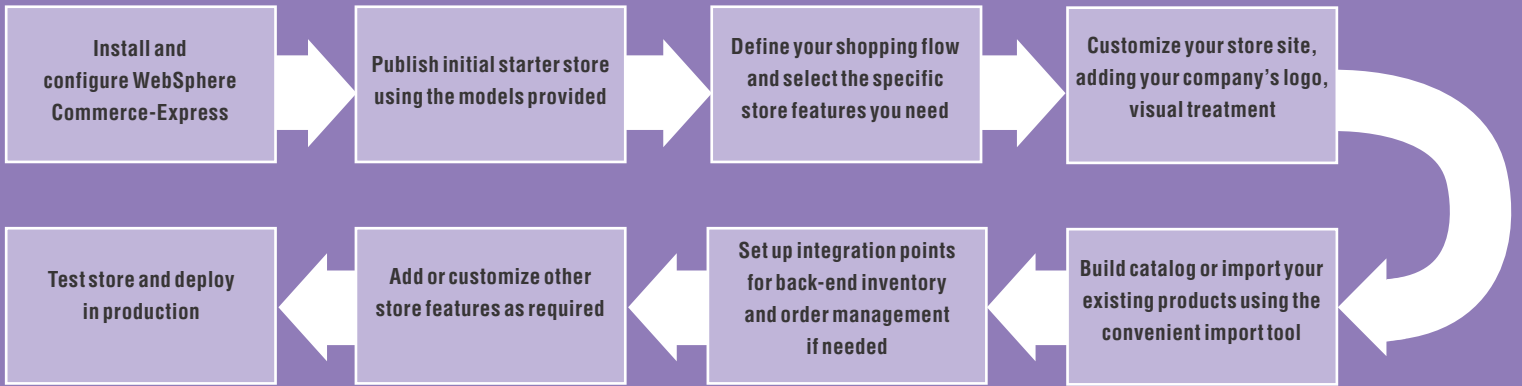 Install and
configure WebSphere
Commerce-Express
Publish initial starter store
using the models provided
Define your shopping flow
and select the specific
store features you need
Customize your store site,
adding your company's logo,
visual treatment
Build catalog or import your
existing products using the
convenient import tool
Set up integration points
for back-end inventory
and order management
if needed
Add or customize other
store features as required
Test store and deploy
in production